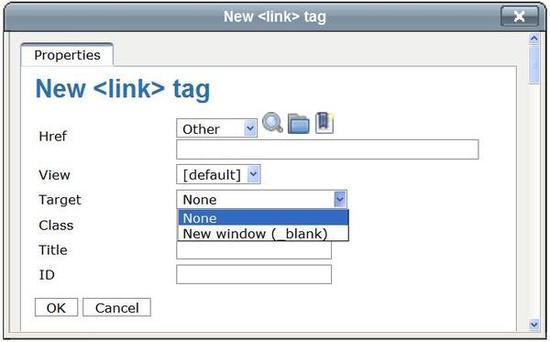 New <link> tag
Properties
New <link> tag
Href
Other
View
[default]
Target
None
None
Class
New window (_blank)
Title
ID
OK
Cancel